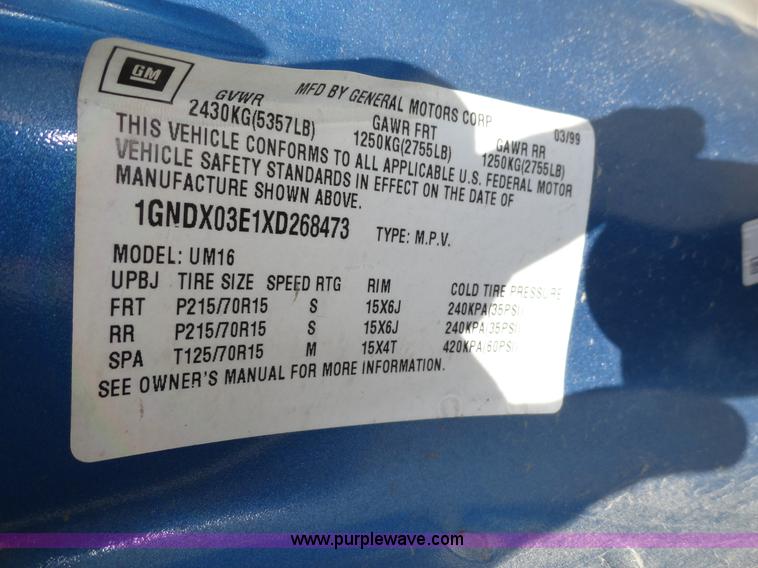 GM
MFD BY GENERAL MOTORS CORP 03/99
GVWR GAWR FRT GAWR RR
2430KG(5357LB) 1250KG(2755LB) 1250KG(2755LB)
THIS VEHICLE CONFORMS TO ALL APPLICABLE U.S. FEDERAL MOTOR
VEHICLE SAFETY STANDARDS IN EFFECT ON THE DATE OF
MANUFACTURE SHOWN ABOVE.
1GNDX03E1XD268473 TYPE: M.P.V.
MODEL: UM16
UPBJ TIRE SIZE SPEED RTG RIM COLD TIRE PRESSURE
FRT P215/70R15 S 15X6J 240KPA(35PSI)
RR P215/70R15 S 15X6J 240KPA(35PSI)
SPA T125/70R15 M 15X4T 420KPA(60PSI)
SEE OWNER'S MANUAL FOR MORE INFORMATION.
www.purplewave.com